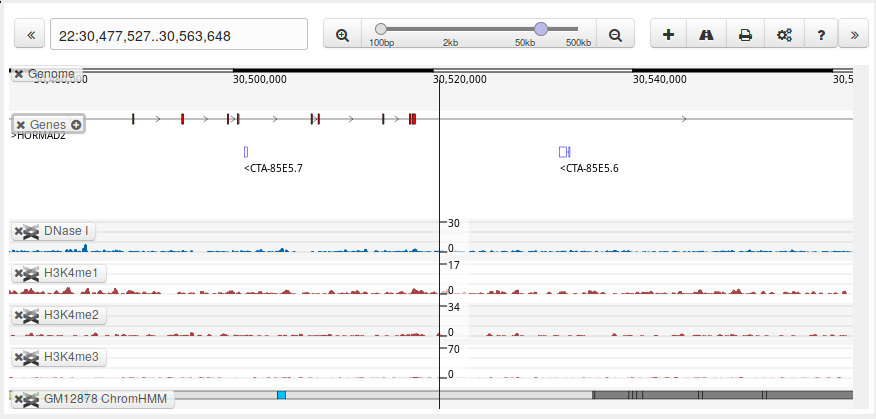 «
22:30,477,527..30,563,648
100bp 2kb 50kb 500kb
?
»
Genome
30,480,000 30,500,000 30,520,000 30,540,000 30,5
Genes
>HORMAD2
<CTA-85E5.7 <CTA-85E5.6
DNase I
30
0
H3K4me1
17
0
H3K4me2
34
0
H3K4me3
70
0
GM12878 ChromHMM